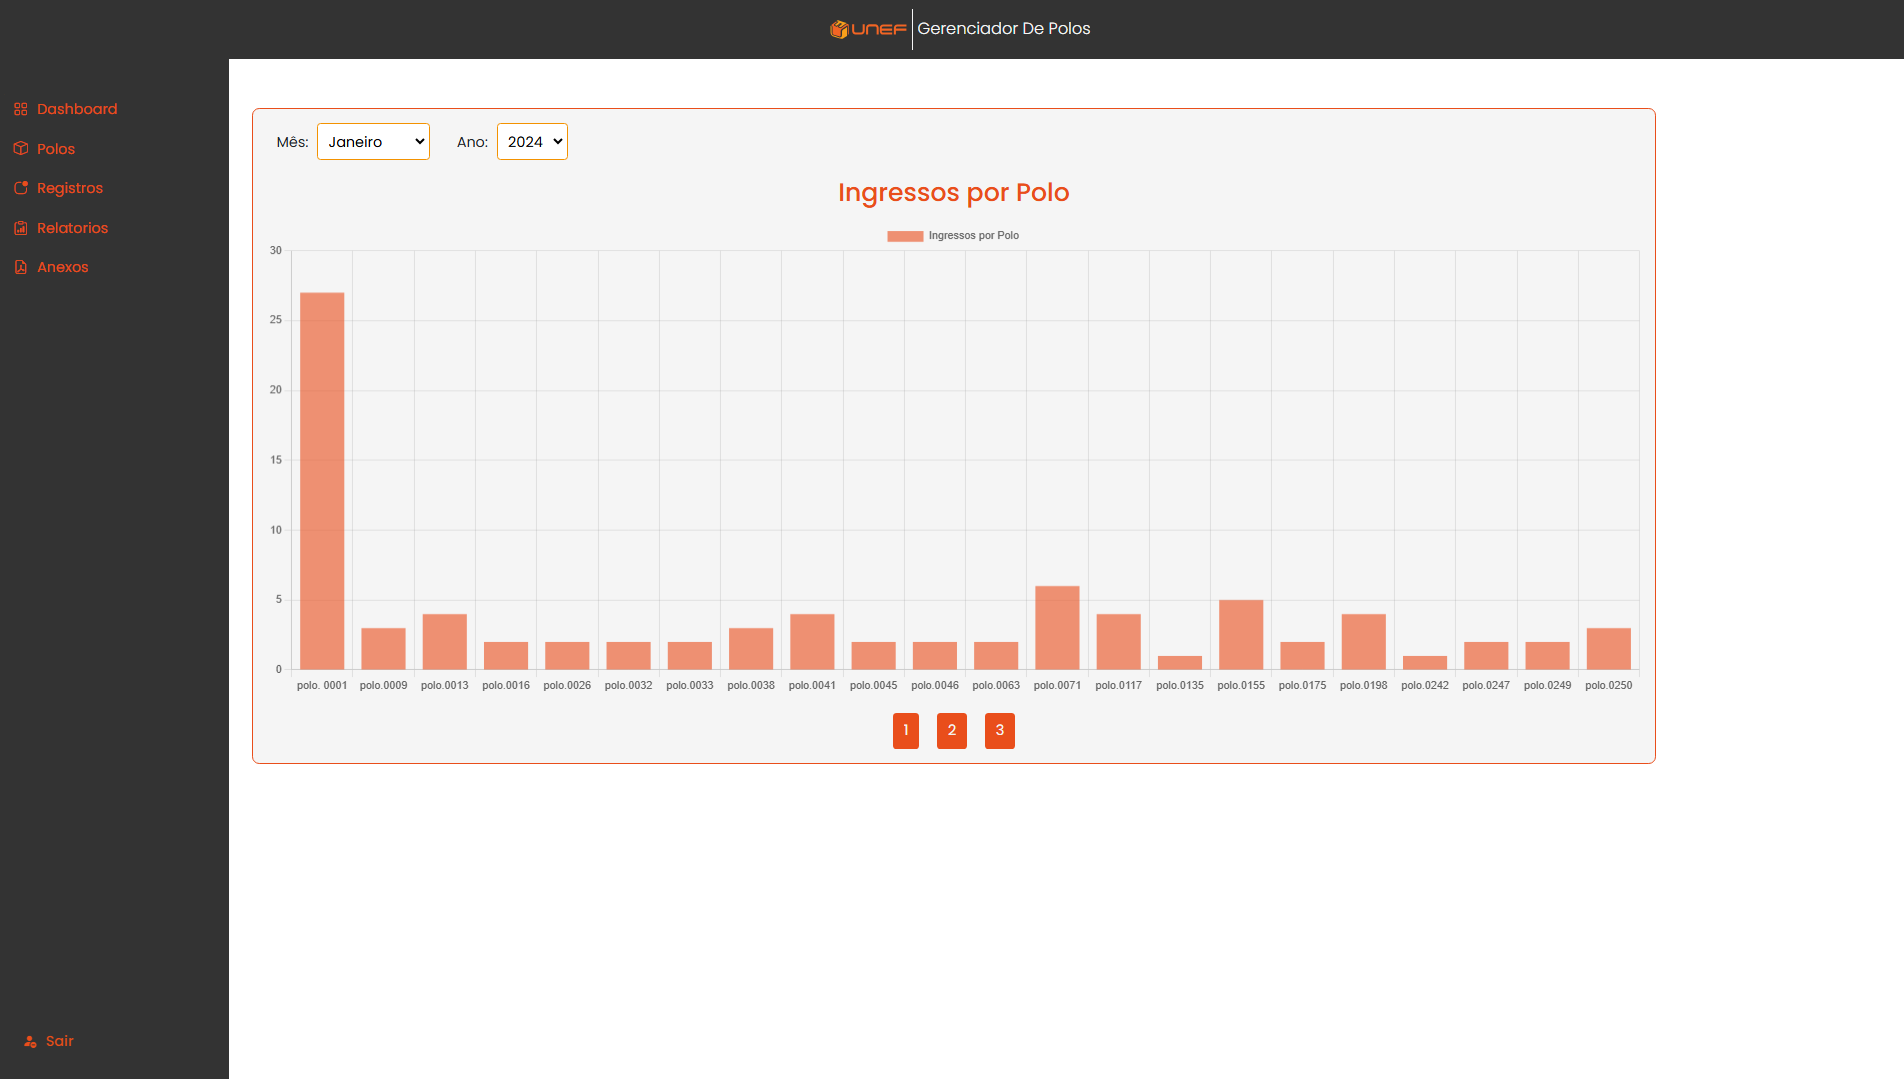 UNEF Gerenciador De Polos
Dashboard
Polos
Registros
Relatorios
Anexos
Sair
Mês: Janeiro Ano: 2024
Ingressos por Polo
Ingressos por Polo
30
25
20
15
10
5
0
polo. 0001 polo.0009 polo.0013 polo.0016 polo.0026 polo.0032 polo.0033 polo.0038 polo.0041 polo.0045 polo.0046 polo.0063 polo.0071 polo.0117 polo.0135 polo.0155 polo.0175 polo.0198 polo.0242 polo.0247 polo.0249 polo.0250
1 2 3